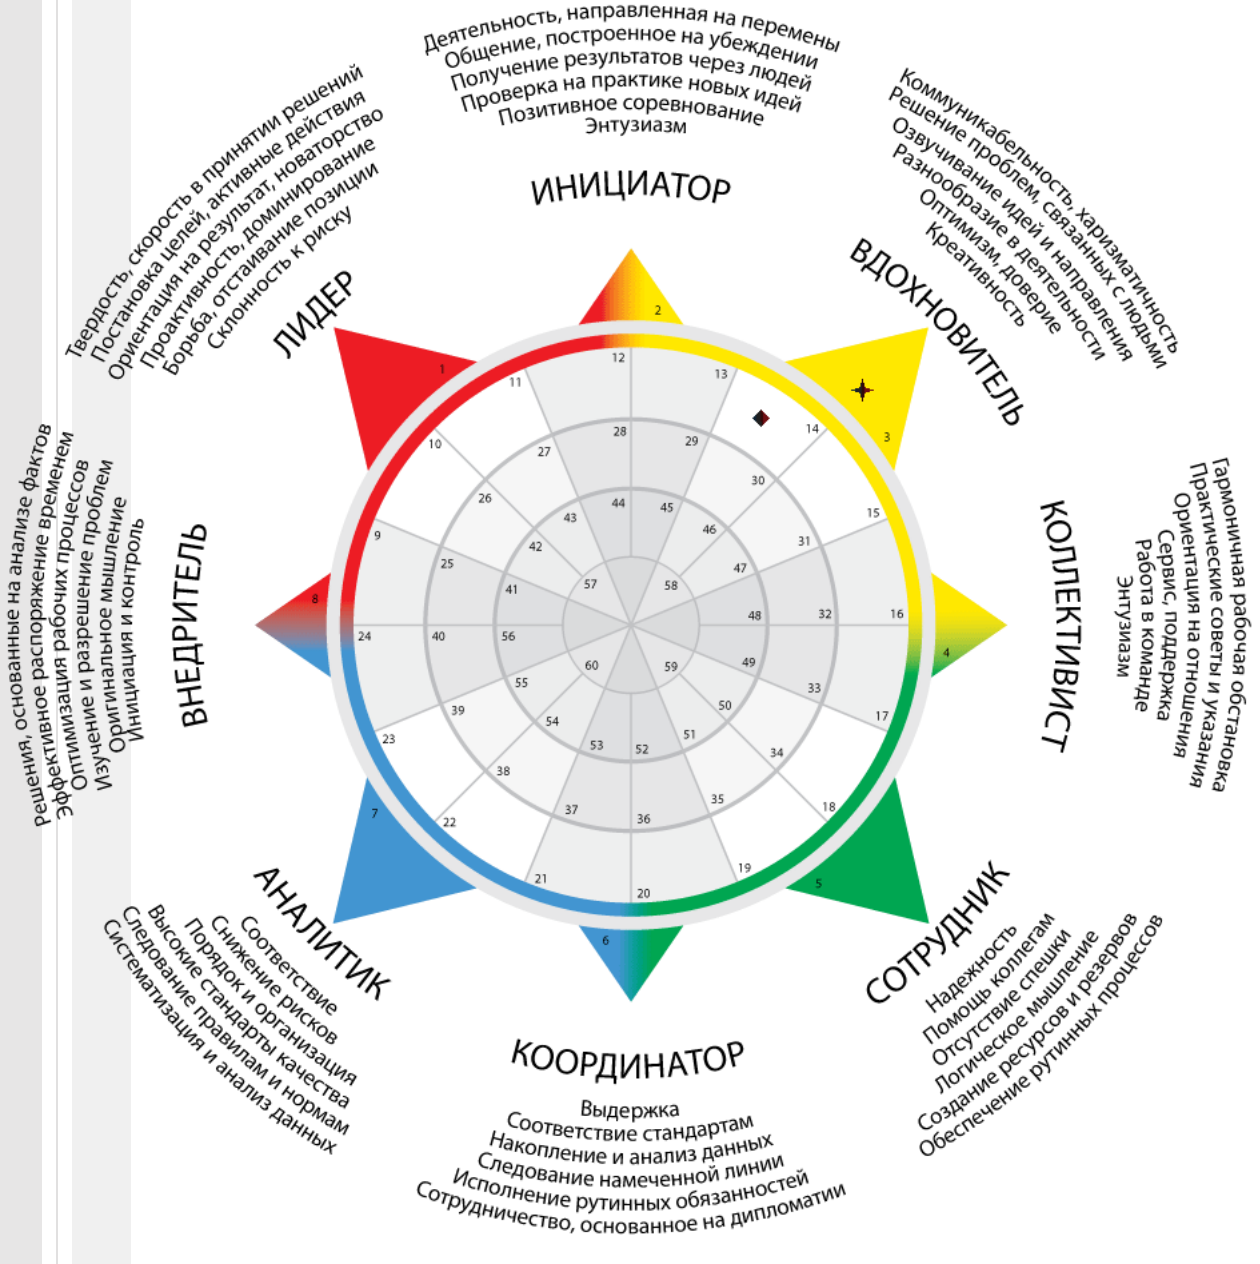 Деятельность, направленная на перемены
Общение, построенное на убеждении
Получение результатов через людей
Проверка на практике новых идей
Позитивное соревнование
Энтузиазм
ИНИЦИАТОР
Коммуникабельность, харизматичность
Решение проблем, связанных с людьми
Озвучивание идей и направления
Разнообразие в деятельности
Оптимизм, доверие
Креативность
ВДОХНОВИТЕЛЬ
Гармоничная рабочая обстановка
Практические советы и указания
Ориентация на отношения
Сервис, поддержка
Работа в команде
Энтузиазм
КОЛЛЕКТИВИСТ
СОТРУДНИК
Надежность
Помощь коллегам
Отсутствие спешки
Логическое мышление
Создание ресурсов и резервов
Обеспечение рутинных процессов
КООРДИНАТОР
Выдержка
Соответствие стандартам
Накопление и анализ данных
Следование намеченной линии
Исполнение рутинных обязанностей
Сотрудничество, основанное на дипломатии
АНАЛИТИК
Соответствие
Снижение рисков
Порядок и организация
Высокие стандарты качества
Следование правилам и нормам
Систематизация и анализ данных
Решения, основанные на анализе фактов
Эффективное распоряжение временем
Оптимизация рабочих процессов
Изучение и разрешение проблем
Оригинальное мышление
Инициация и контроль
ВНЕДРИТЕЛЬ
Твердость, скорость в принятии решений
Постановка целей, активные действия
Ориентация на результат, новаторство
Проактивность, доминирование
Борьба, отстаивание позиции
Склонность к риску
ЛИДЕР
1
2
3
4
5
6
7
8
9
10
11
12
13
14
15
16
17
18
19
20
21
22
23
24
25
26
27
28
29
30
31
32
33
34
35
36
37
38
39
40
41
42
43
44
45
46
47
48
49
50
51
52
53
54
55
56
57
58
59
60